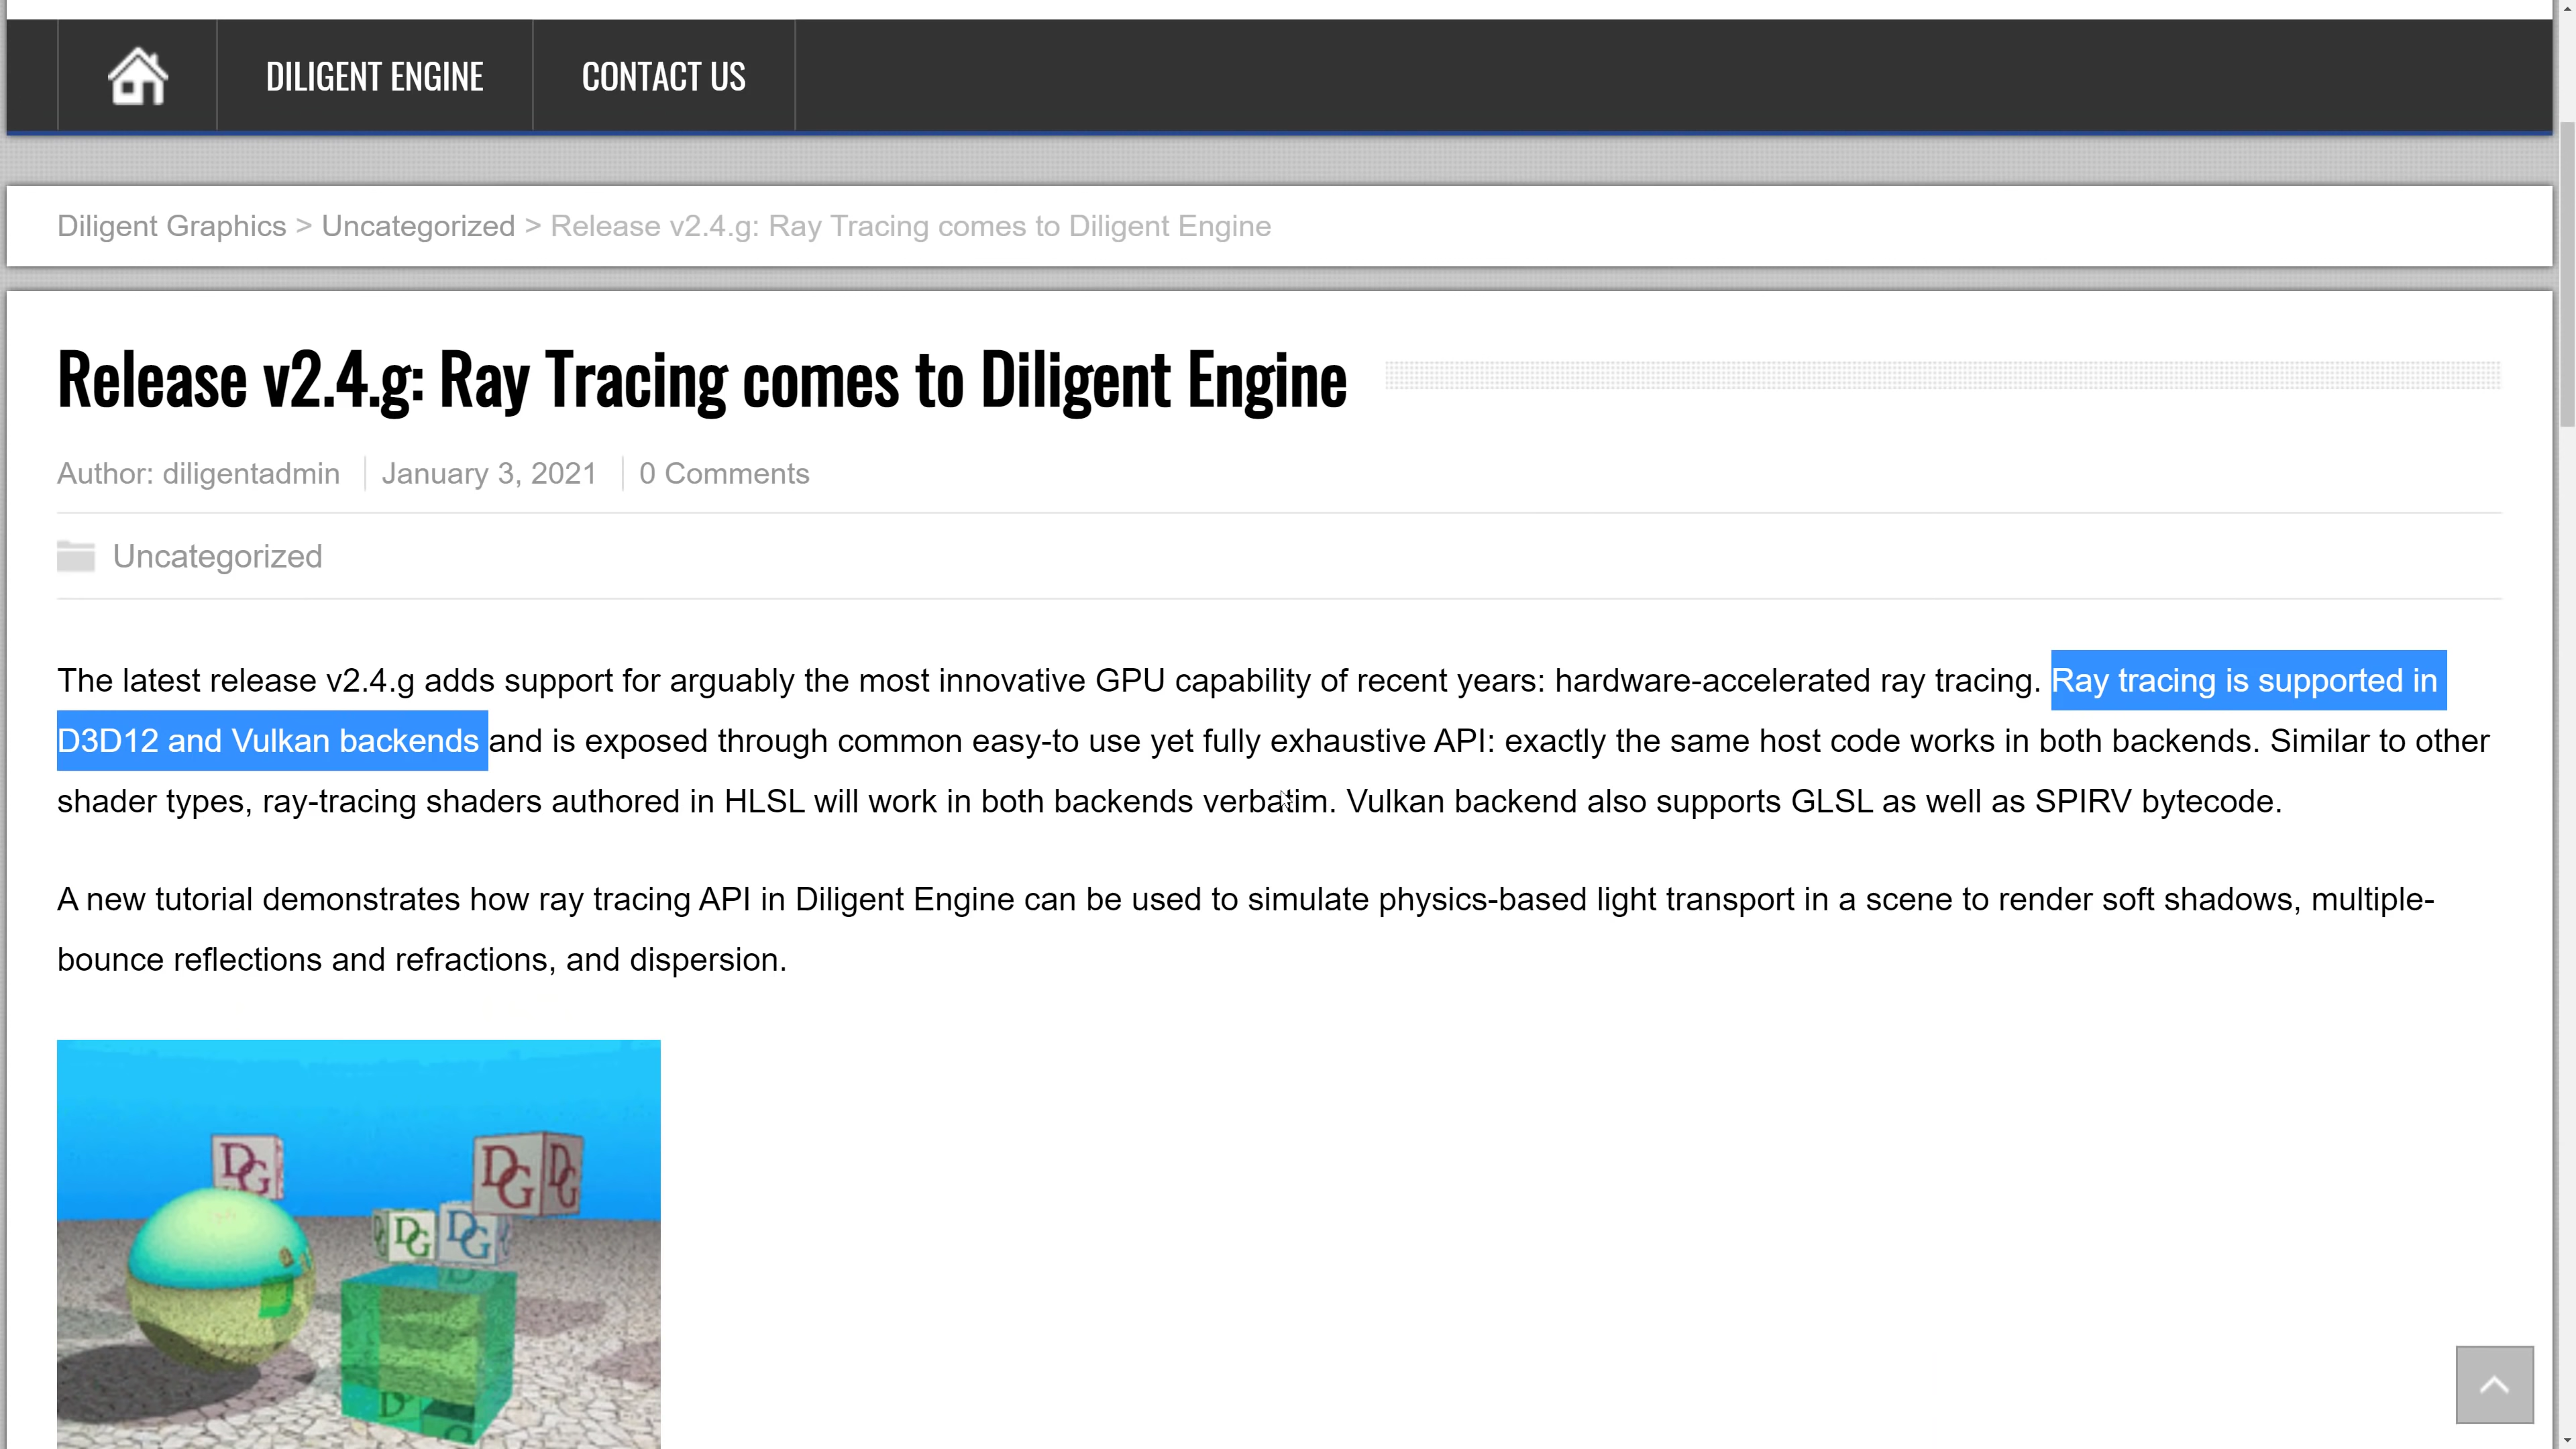 DILIGENT ENGINE
CONTACT US
Diligent Graphics > Uncategorized > Release v2.4.g: Ray Tracing comes to Diligent Engine
Release v2.4.g: Ray Tracing comes to Diligent Engine
Author: diligentadmin
January 3, 2021
0 Comments
Uncategorized
The latest release v2.4.g adds support for arguably the most innovative GPU capability of recent years: hardware-accelerated ray tracing. Ray tracing is supported in
D3D12 and Vulkan backends and is exposed through common easy-to use yet fully exhaustive API: exactly the same host code works in both backends. Similar to other
shader types, ray-tracing shaders authored in HLSL will work in both backends verbatim. Vulkan backend also supports GLSL as well as SPIRV bytecode.
A new tutorial demonstrates how ray tracing API in Diligent Engine can be used to simulate physics-based light transport in a scene to render soft shadows, multiple-
bounce reflections and refractions, and dispersion.
DG
DG DG
DG DG